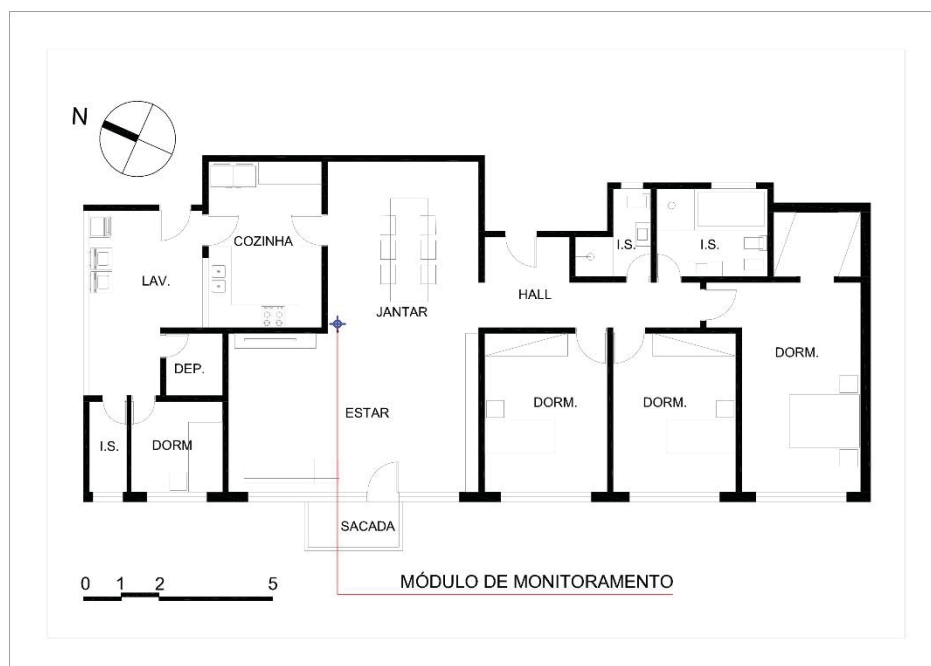 N
COZINHA
I.S.
I.S.
LAV.
HALL
JANTAR
DORM.
DEP.
DORM.
DORM.
ESTAR
I.S.
DORM
SACADA
0 1 2 5
MÓDULO DE MONITORAMENTO